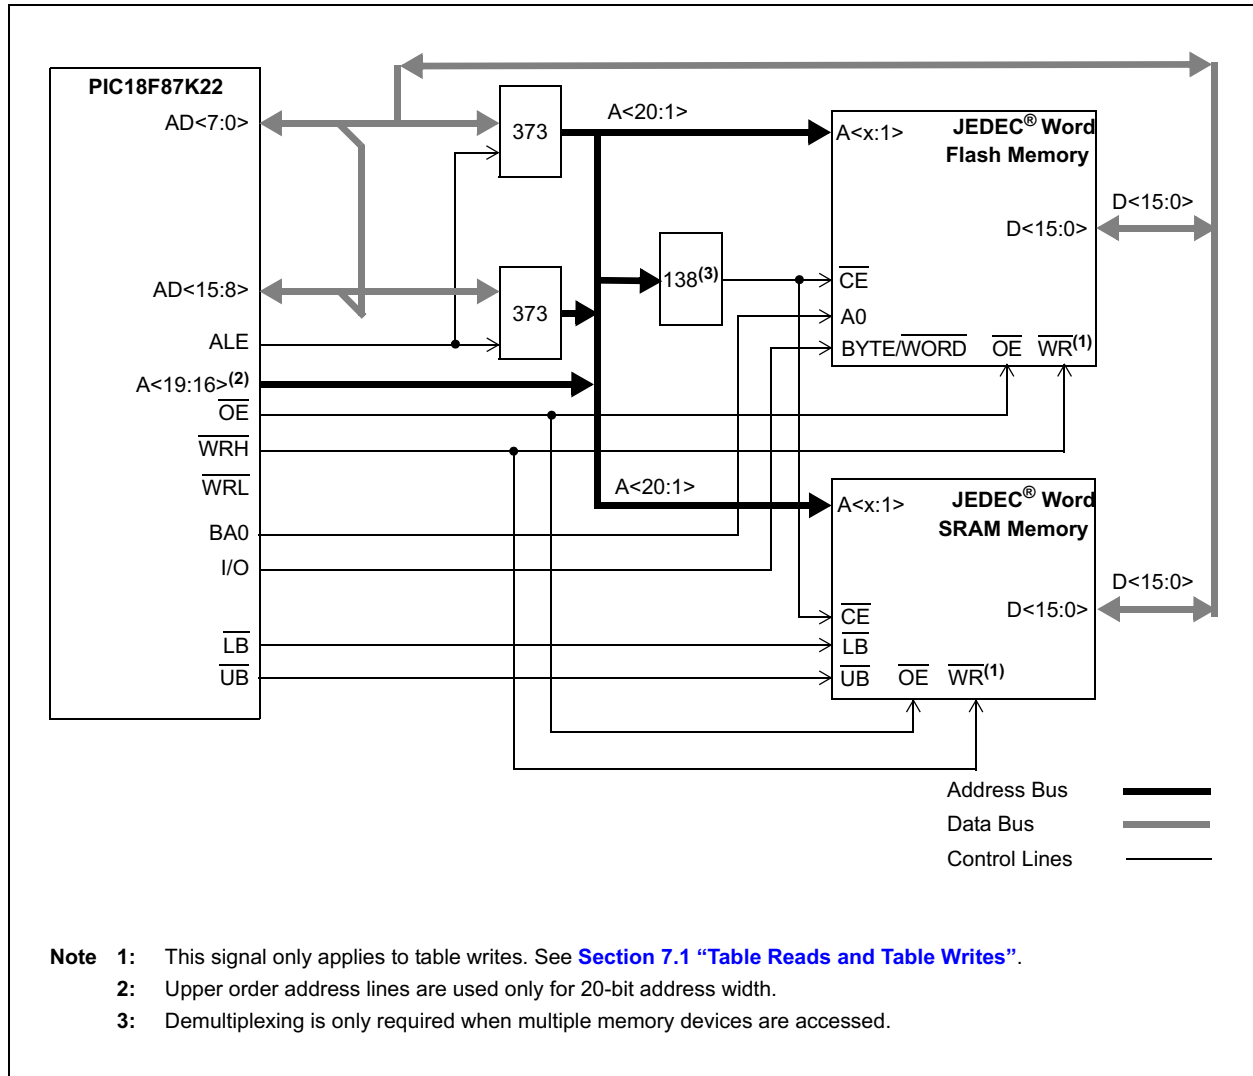 PIC18F87K22
AD<7:0>
373
A<20:1>
A<x:1>
JEDEC® Word
Flash Memory
D<15:0>
D<15:0>
138(3)
AD<15:8>
373
CE
A0
BYTE/WORD
OE
WR(1)
ALE
A<19:16>(2)
OE
WRH
WRL
BA0
I/O
LB
UB
A<20:1>
A<x:1>
JEDEC® Word
SRAM Memory
D<15:0>
D<15:0>
CE
LB
UB
OE
WR(1)
Address Bus
Data Bus
Control Lines
Note 1: This signal only applies to table writes. See Section 7.1 “Table Reads and Table Writes”.
2: Upper order address lines are used only for 20-bit address width.
3: Demultiplexing is only required when multiple memory devices are accessed.